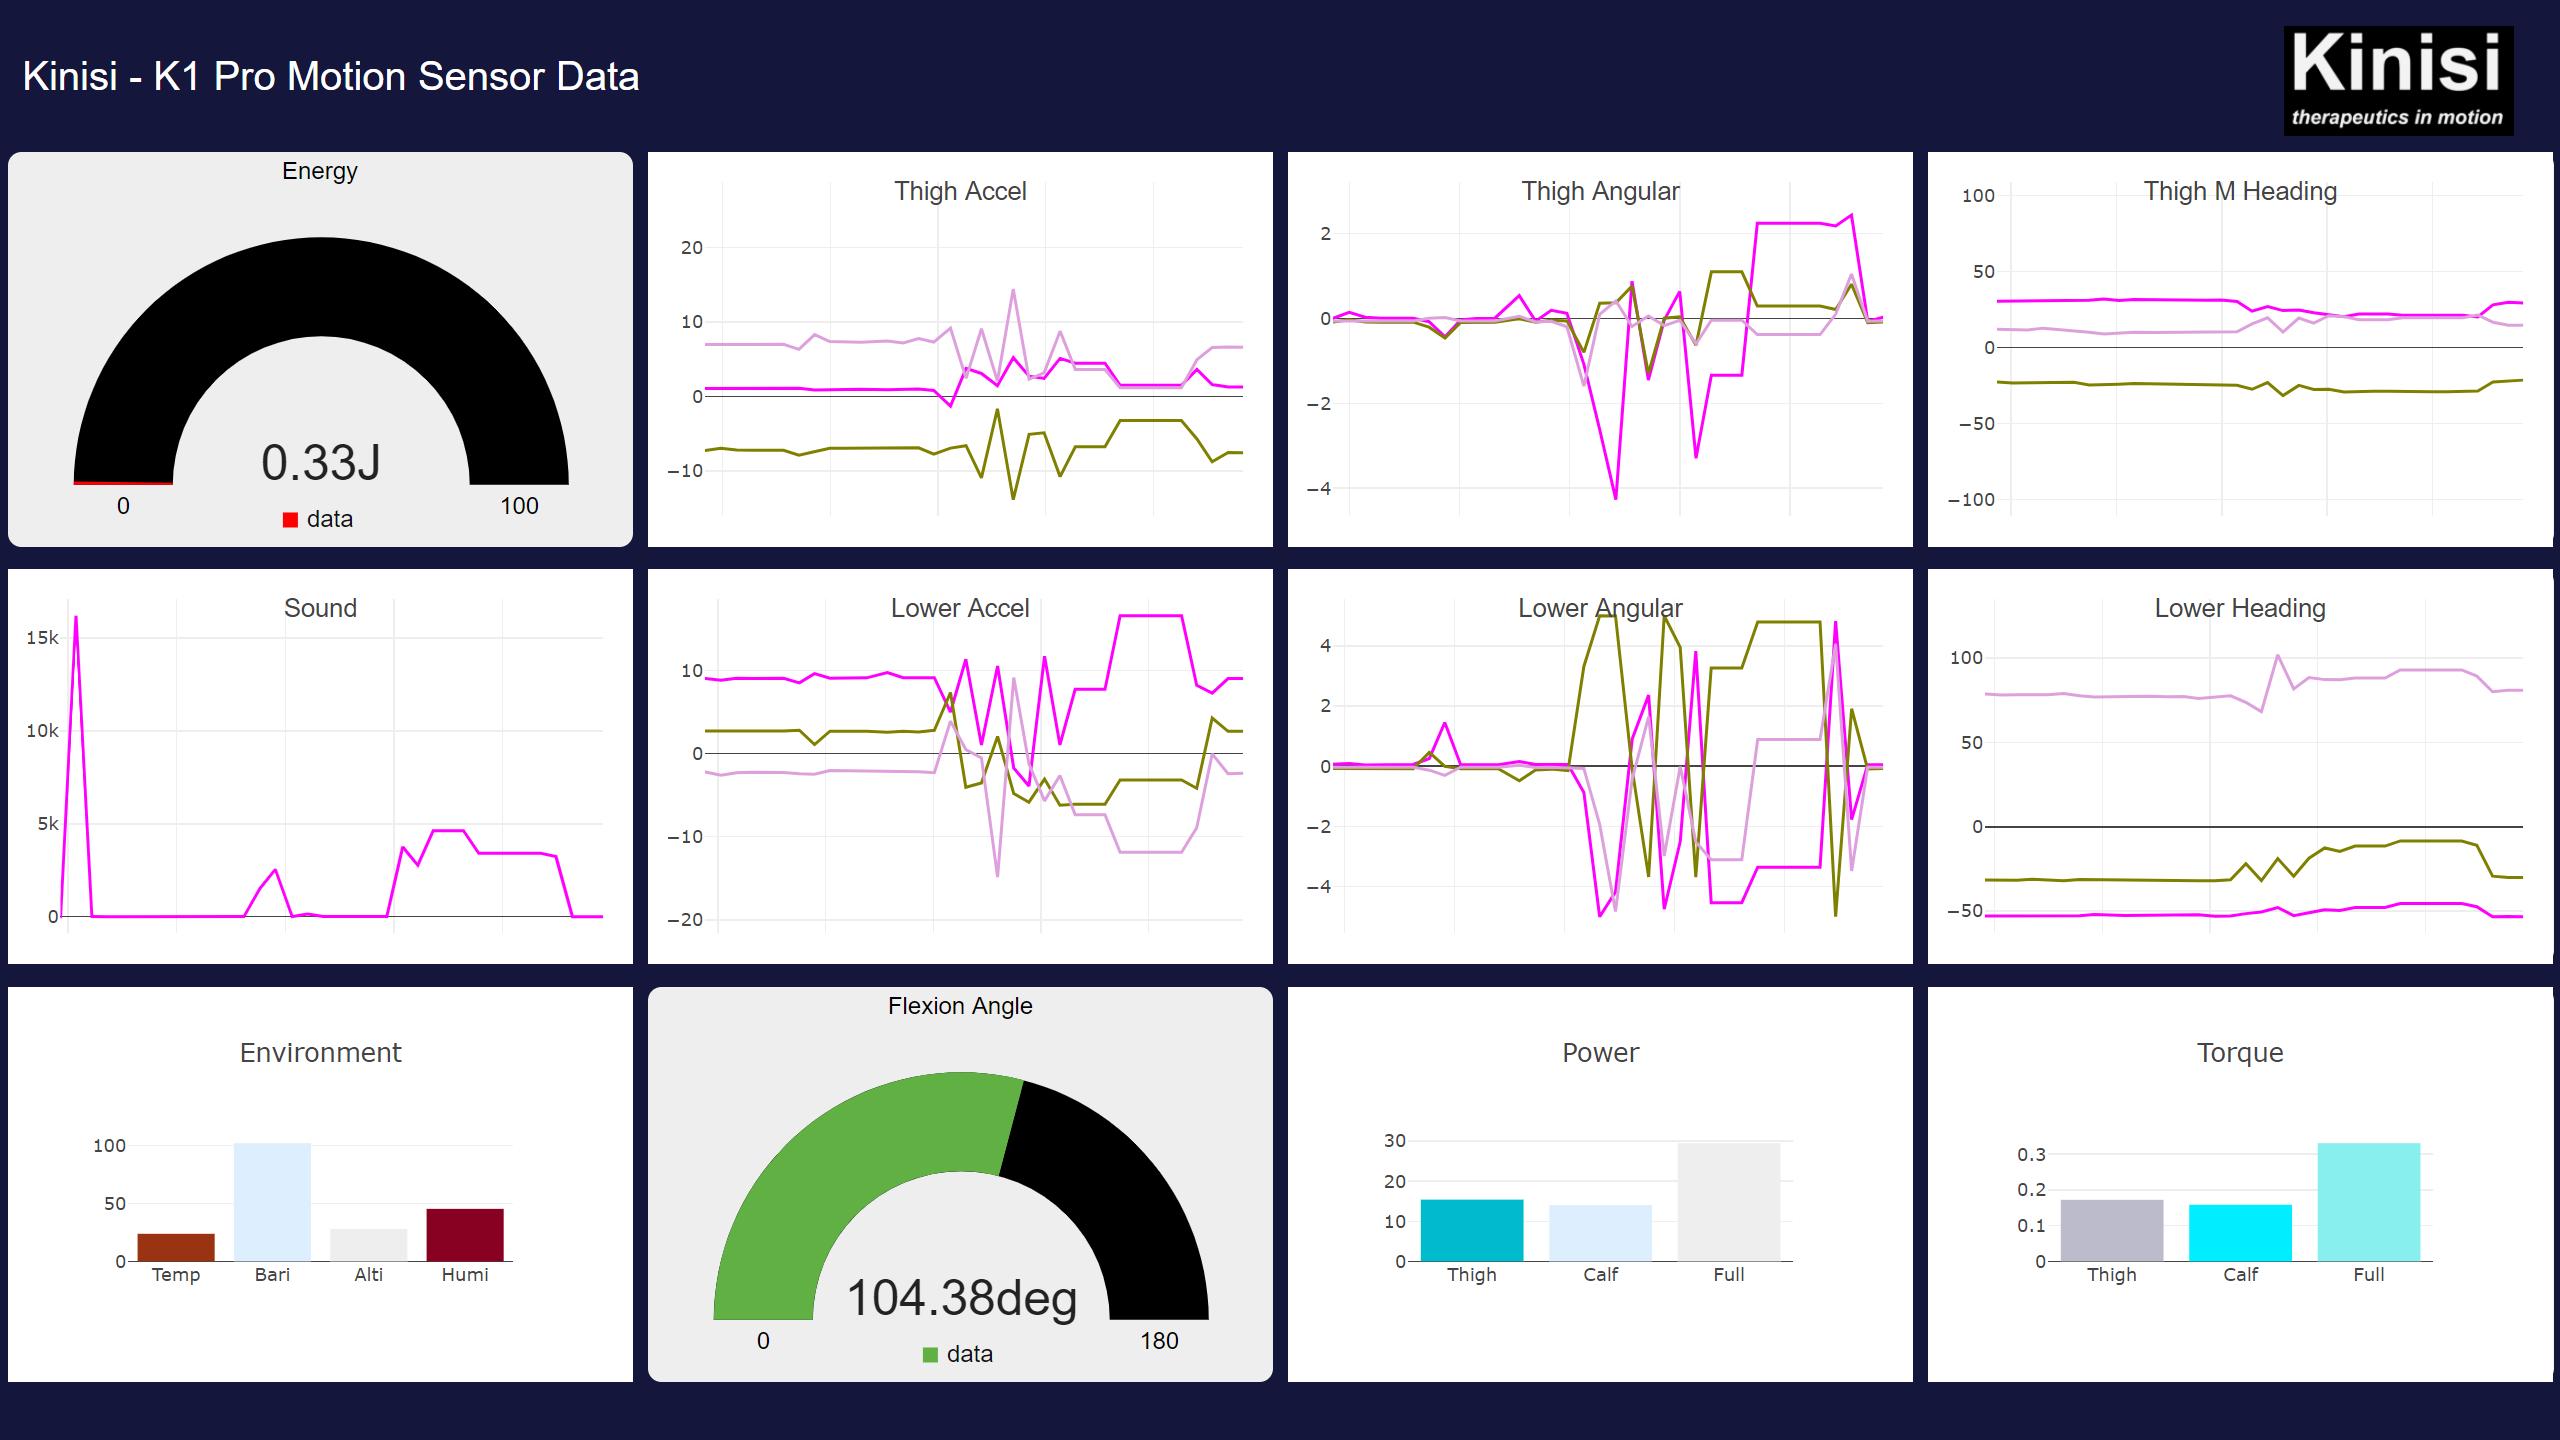 Kinisi - K1 Pro Motion Sensor Data
Kinisi
therapeutics in motion
Energy
0.33J
0
100
data
Thigh Accel
20
10
0
−10
Thigh Angular
2
0
−2
−4
Thigh M Heading
100
50
0
−50
−100
Sound
15k
10k
5k
0
Lower Accel
10
0
−10
−20
Lower Angular
4
2
0
−2
−4
Lower Heading
100
50
0
−50
Environment
100
50
0
Temp Bari Alti Humi
Flexion Angle
104.38deg
0
180
data
Power
30
20
10
0
Thigh Calf Full
Torque
0.3
0.2
0.1
0
Thigh Calf Full